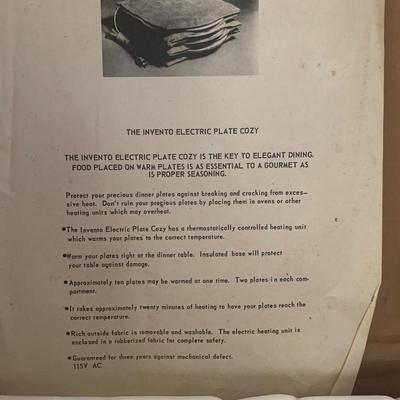 THE INVENTO ELECTRIC PLATE COZY
THE INVENTO ELECTRIC PLATE COZY IS THE KEY TO ELEGANT DINING.
FOOD PLACED ON WARM PLATES IS AS ESSENTIAL TO A GOURMET AS
IS PROPER SEASONING.
Protect your precious dinner plates against breaking and cracking from exces-
sive heat. Don't ruin your precious plates by placing them in ovens or other
heating units which may overheat.
•The Invento Electric Plate Cozy has a thermostatically controlled heating unit
which warms your plates to the correct temperature.
•Warm your plates right at the dinner table. Insulated base will protect
your table against damage.
•Approximately ten plates may be warmed at one time. Two plates in each com-
partment.
•It takes approximately twenty minutes of heating to have your plates reach the
correct temperature.
•Rich outside fabric is removable and washable. The electric heating unit is
enclosed in a rubberized fabric for complete safety.
•Guaranteed for three years against mechanical defect.
115V AC